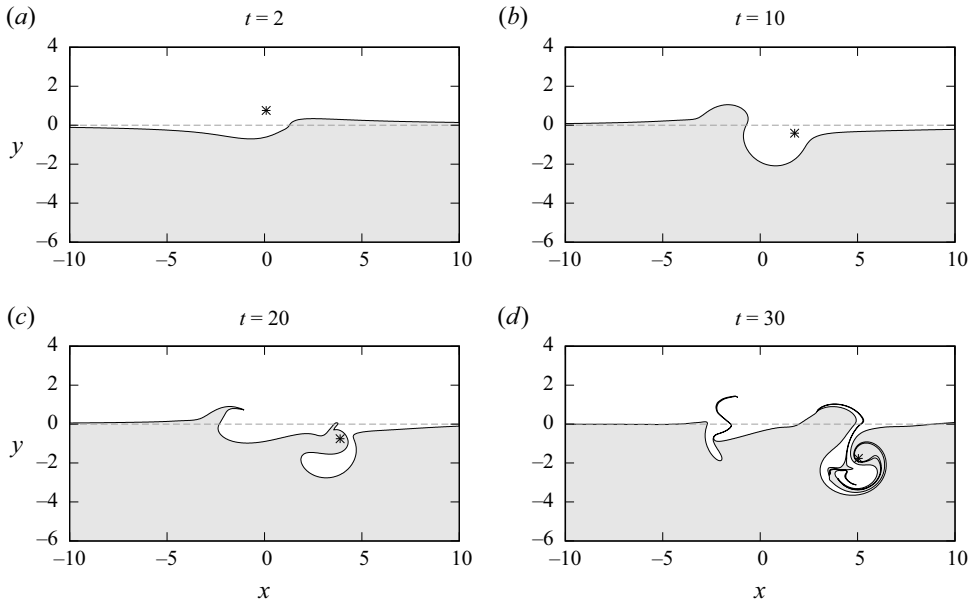 (a) t = 2 (b) t = 10
4 4
2 2
y 0 0
–2 –2
–4 –4
–6 –6
–10 –5 0 5 10 –10 –5 0 5 10
(c) t = 20 (d) t = 30
4 4
2 2
y 0 0
–2 –2
–4 –4
–6 –6
–10 –5 0 5 10 –10 –5 0 5 10
x x